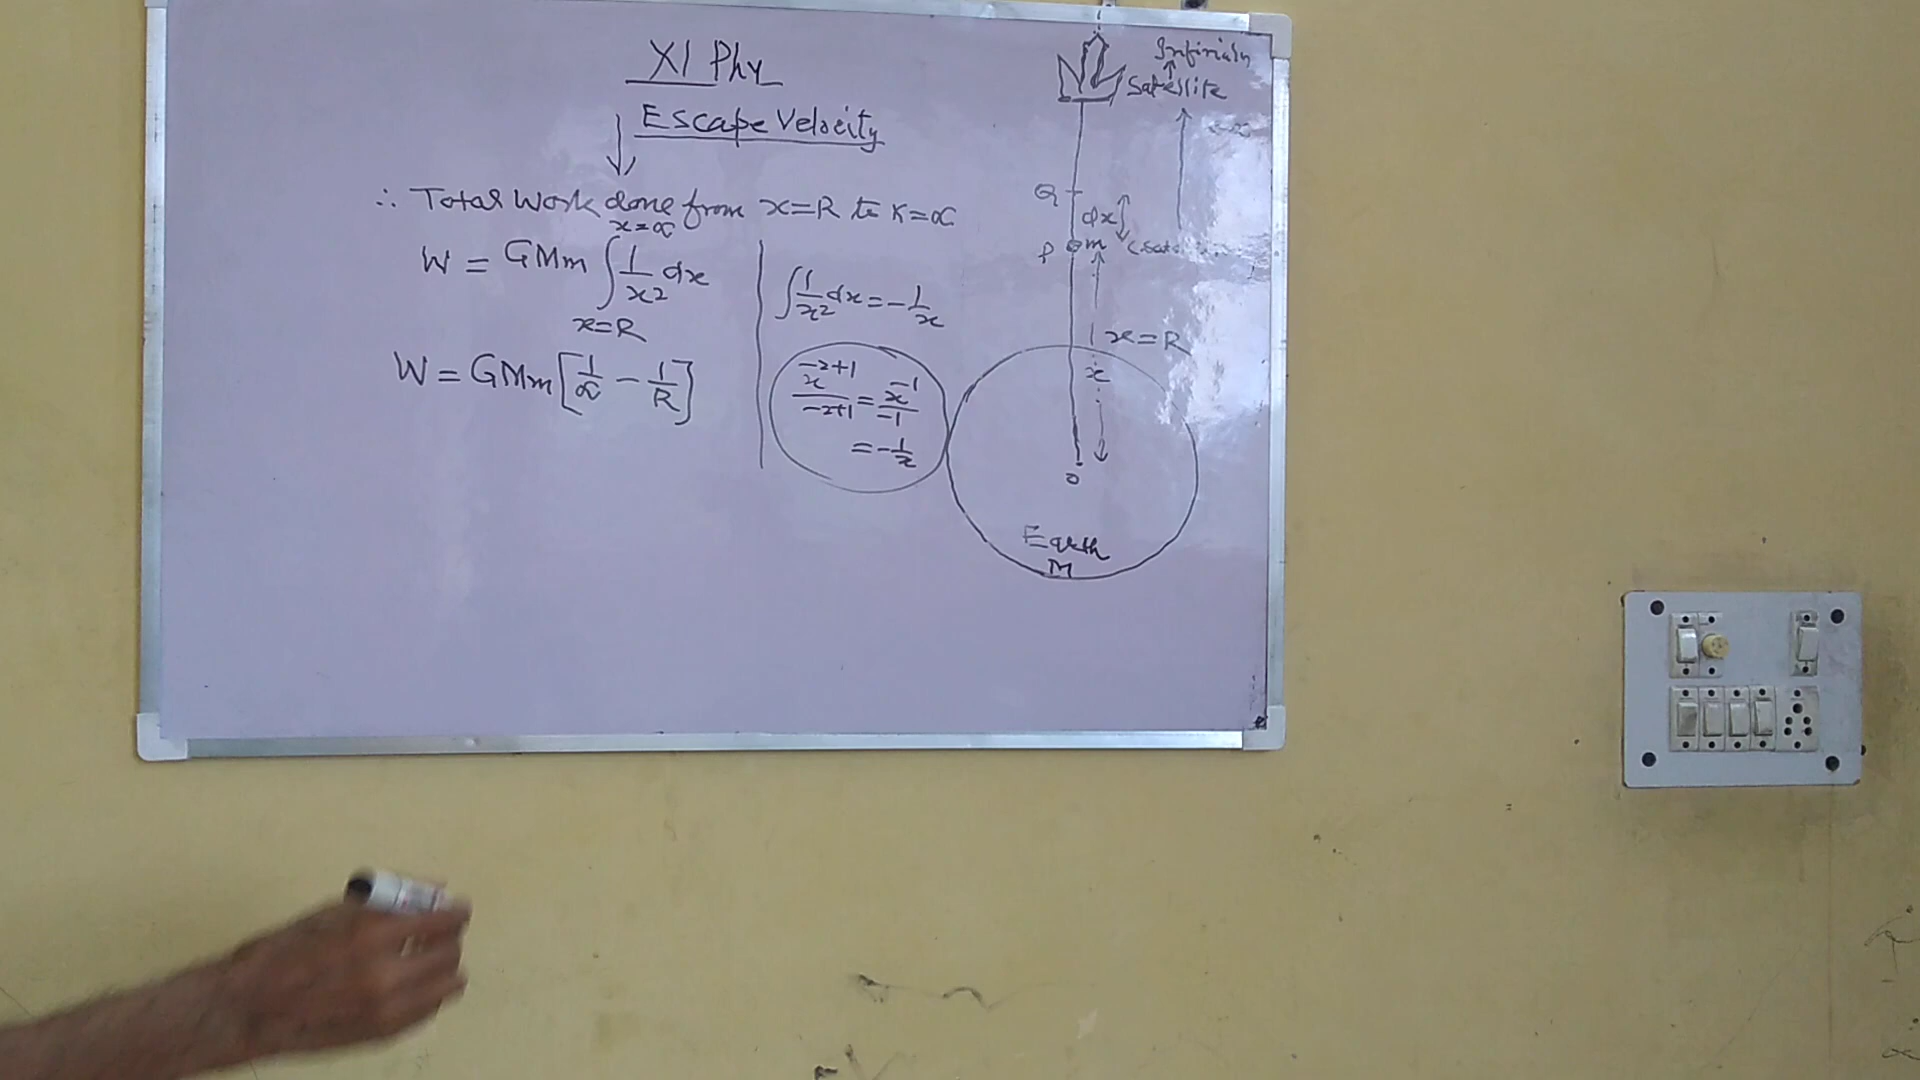 XI Phy
Escape Velocity
∴ Total Work done from x=R to x=∝
x=∝
W = GMm ∫ 1/x2 dx
x=R
W = GMm [1/∝ - 1/R]
∫ 1/x2 dx = - 1/x
x-2+1/-2+1 = x-1/-1
= - 1/x
Satellite
Q
dx
P m
x=R
x
o
Earth
M